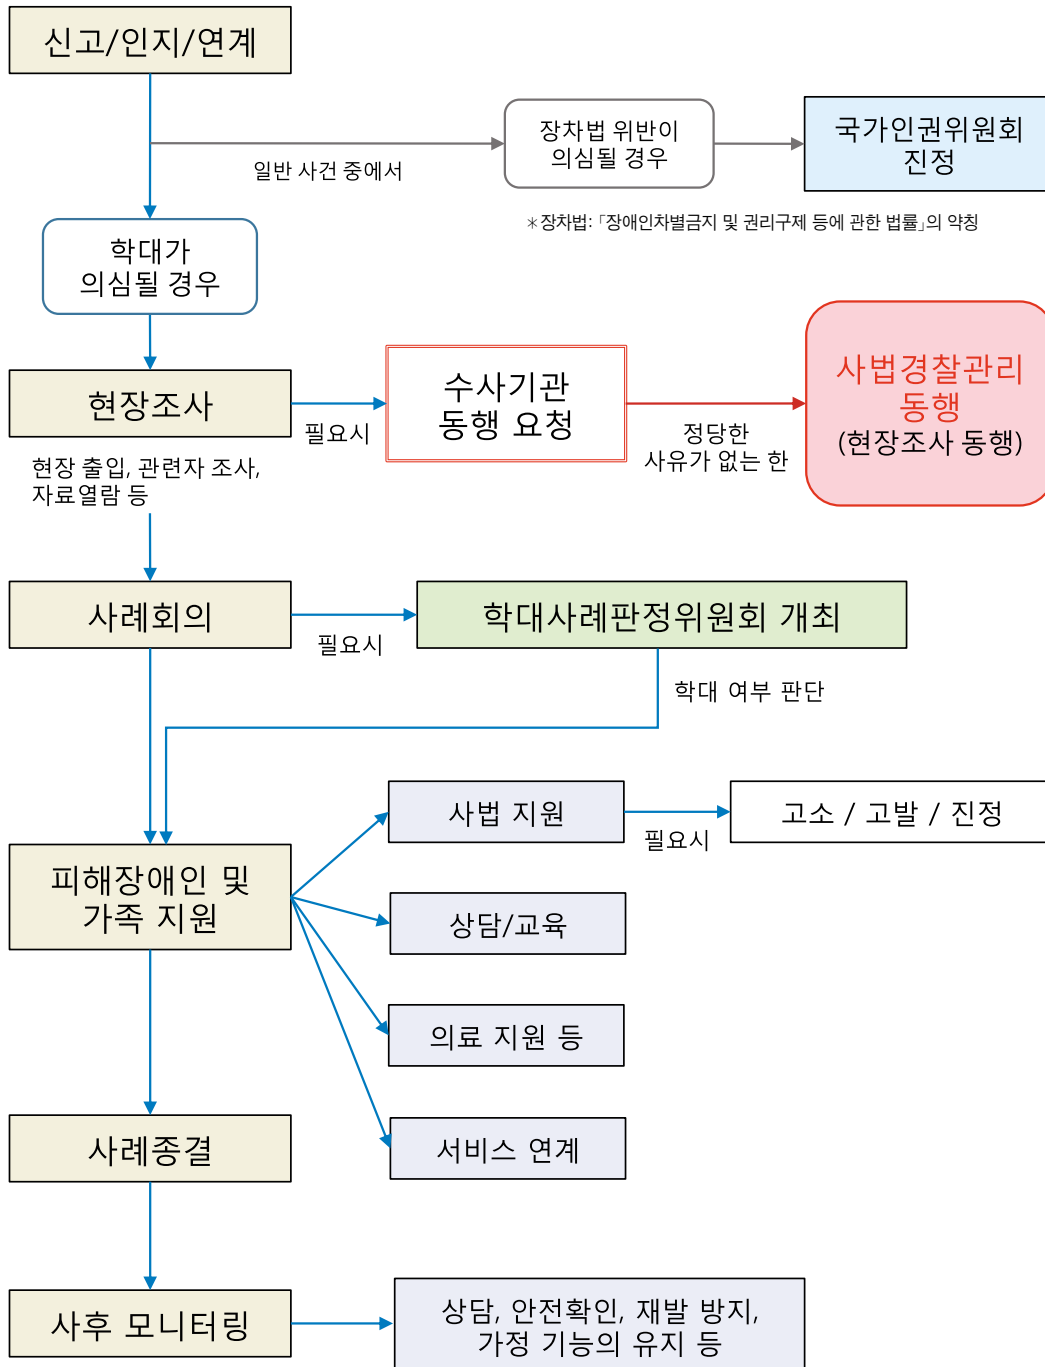 신고/인지/연계
장차법 위반이
의심될 경우
국가인권위원회
진정
일반 사건 중에서
*장차법: 「장애인차별금지 및 권리구제 등에 관한 법률」의 약칭
학대가
의심될 경우
현장조사
필요시
수사기관
동행 요청
정당한
사유가 없는 한
사법경찰관리
동행
(현장조사 동행)
현장 출입, 관련자 조사,
자료열람 등
사례회의
필요시
학대사례판정위원회 개최
학대 여부 판단
피해장애인 및
가족 지원
사법 지원
필요시
고소 / 고발 / 진정
상담/교육
의료 지원 등
서비스 연계
사례종결
사후 모니터링
상담, 안전확인, 재발 방지,
가정 기능의 유지 등